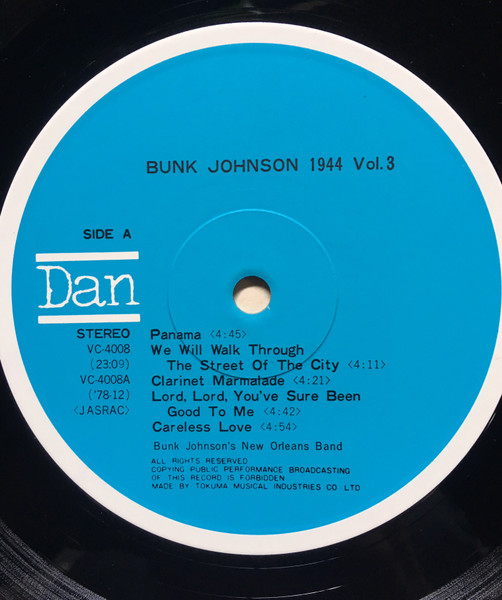 BUNK JOHNSON 1944 Vol.3
SIDE A
Dan
STEREO
VC-4008
(23:09)
VC-4008A
('78·12)
<JASRAC>
Panama <4:45>
We Will Walk Through
The Street Of The City <4:11>
Clarinet Marmalade <4:21>
Lord, Lord, You've Sure Been
Good To Me <4:42>
Careless Love <4:54>
Bunk Johnson's New Orleans Band
ALL RIGHTS RESERVED
COPYING PUBLIC PERFORMANCE BROADCASTING
OF THIS RECORD IS FORBIDDEN
MADE BY TOKUMA MUSICAL INDUSTRIES CO LTD